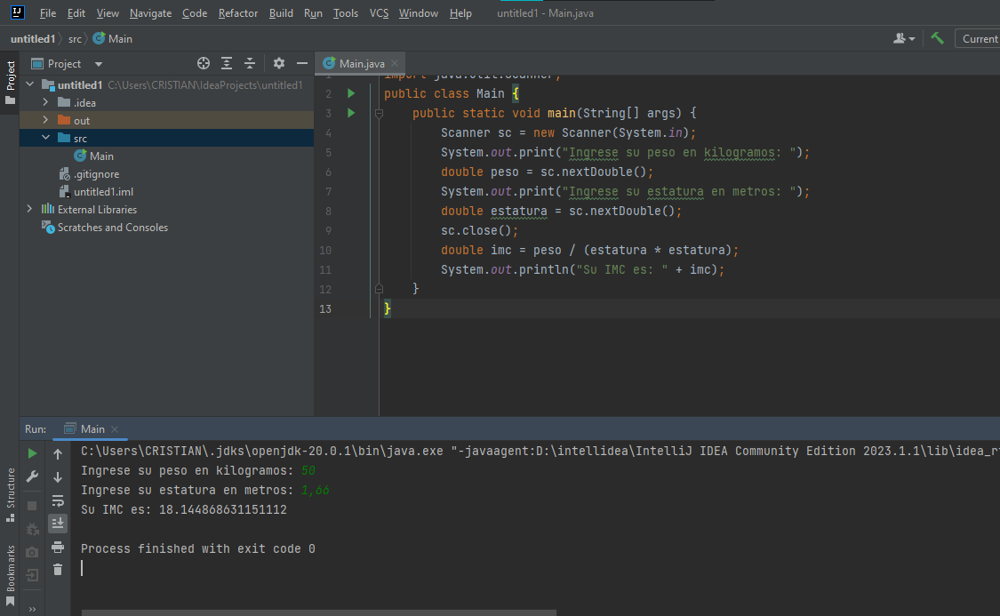 IJ File Edit View Navigate Code Refactor Build Run Tools VCS Window Help untitled1 - Main.java
untitled1 src Main Current
Project
Project
untitled1 C:\Users\CRISTIAN\IdeaProjects\untitled1
.idea
out
src
Main
.gitignore
untitled1.iml
External Libraries
Scratches and Consoles
Main.java
1 import java.util.Scanner;
2 public class Main {
3 public static void main(String[] args) {
4 Scanner sc = new Scanner(System.in);
5 System.out.print("Ingrese su peso en kilogramos: ");
6 double peso = sc.nextDouble();
7 System.out.print("Ingrese su estatura en metros: ");
8 double estatura = sc.nextDouble();
9 sc.close();
10 double imc = peso / (estatura * estatura);
11 System.out.println("Su IMC es: " + imc);
12 }
13 }
Run: Main
C:\Users\CRISTIAN\.jdks\openjdk-20.0.1\bin\java.exe "-javaagent:D:\intellidea\IntelliJ IDEA Community Edition 2023.1.1\lib\idea_rt
Ingrese su peso en kilogramos: 50
Ingrese su estatura en metros: 1,66
Su IMC es: 18.144868631151112
Process finished with exit code 0
Structure
Bookmarks